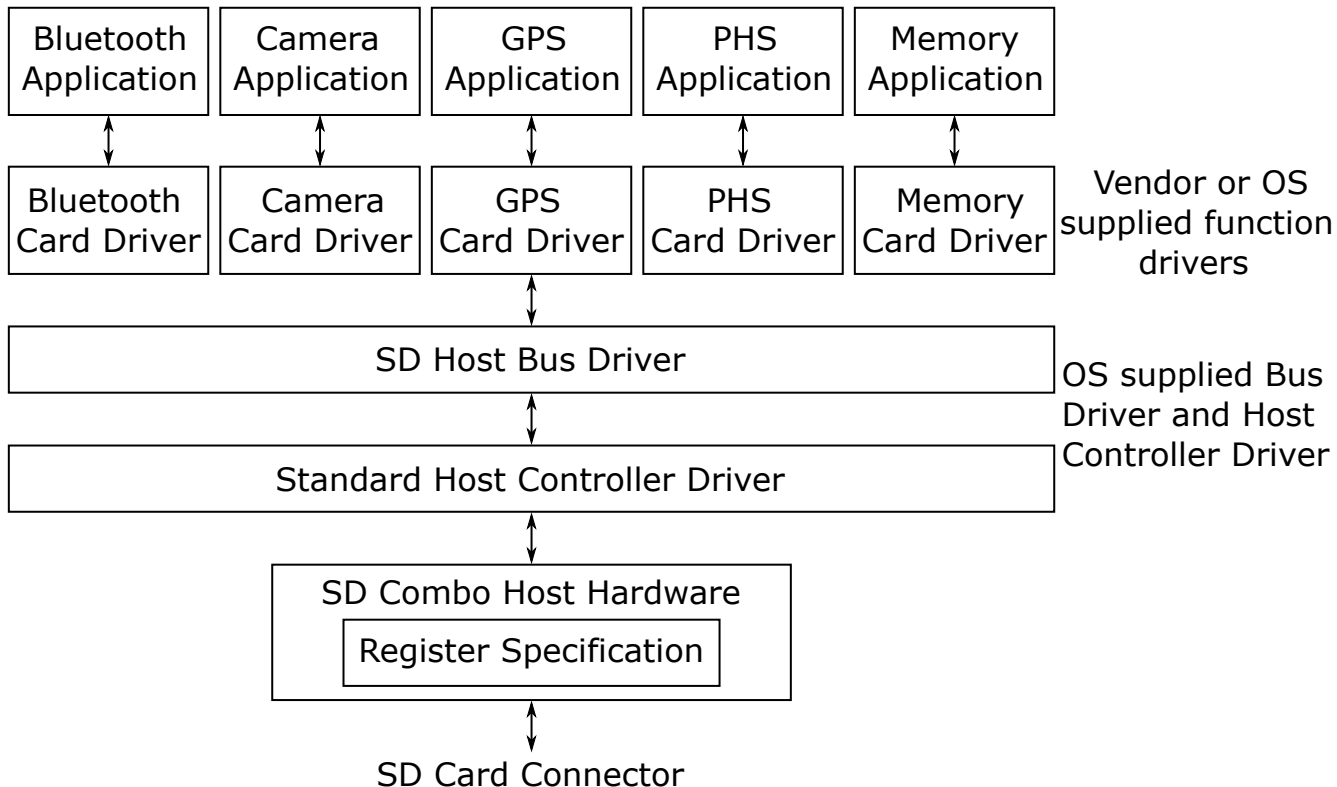 Bluetooth
Application
Camera
Application
GPS
Application
PHS
Application
Memory
Application
Bluetooth
Card Driver
Camera
Card Driver
GPS
Card Driver
PHS
Card Driver
Memory
Card Driver
Vendor or OS
supplied function
drivers
SD Host Bus Driver
OS supplied Bus
Driver and Host
Controller Driver
Standard Host Controller Driver
SD Combo Host Hardware
Register Specification
SD Card Connector